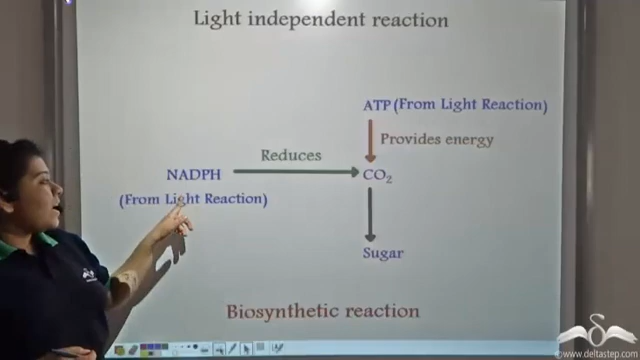 Light independent reaction
ATP (From Light Reaction)
Provides energy
Reduces
NADPH
CO₂
(From Light Reaction)
Sugar
Biosynthetic reaction
www.deltastep.com